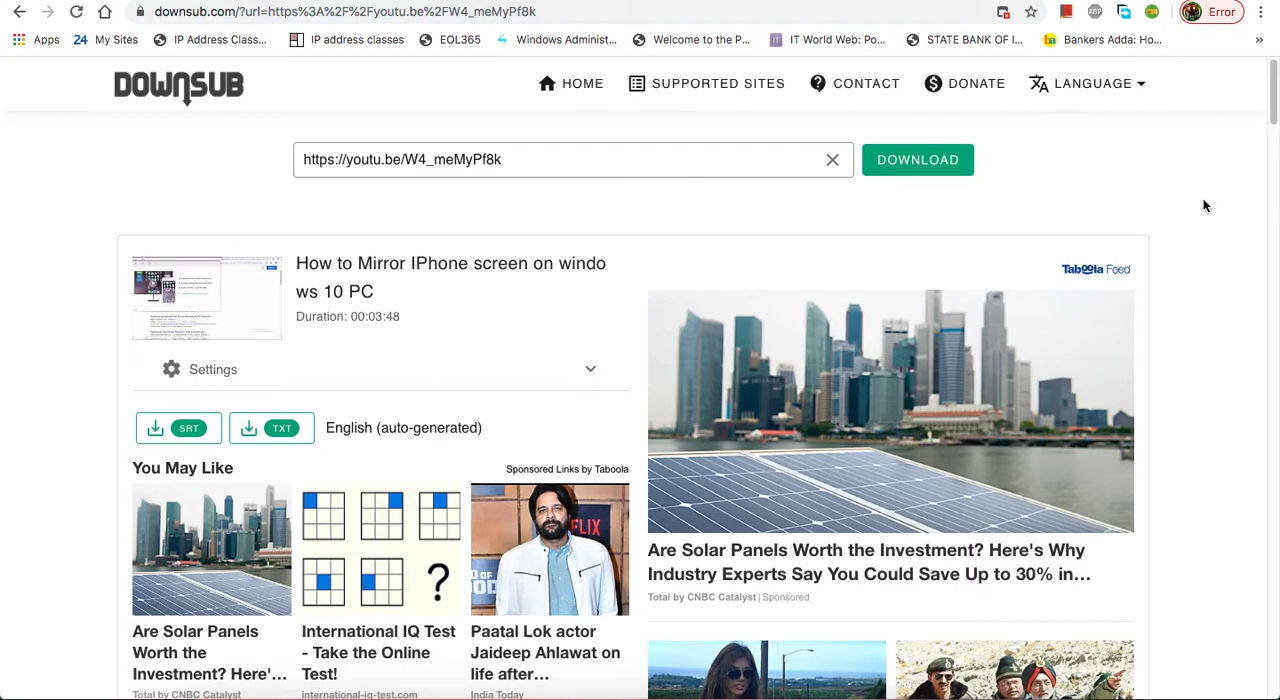 downsub.com/?url=https%3A%2F%2Fyoutu.be%2FW4_meMyPf8k
ABP
Error
Apps
24 My Sites
IP Address Class...
IP address classes
EOL365
Windows Administ...
Welcome to the P...
IT World Web: Po...
STATE BANK OF I...
Bankers Adda: Ho...
»
DOWNSUB
HOME
SUPPORTED SITES
CONTACT
DONATE
LANGUAGE
https://youtu.be/W4_meMyPf8k
DOWNLOAD
How to Mirror IPhone screen on windo
ws 10 PC
Duration: 00:03:48
Settings
SRT
TXT
English (auto-generated)
You May Like
Sponsored Links by Taboola
Are Solar Panels
Worth the
Investment? Here'...
Total by CNBC Catalyst
?
International IQ Test
- Take the Online
Test!
international-iq-test.com
FLIX
Paatal Lok actor
Jaideep Ahlawat on
life after...
India Today
Taboola Feed
Are Solar Panels Worth the Investment? Here's Why
Industry Experts Say You Could Save Up to 30% in...
Total by CNBC Catalyst | Sponsored